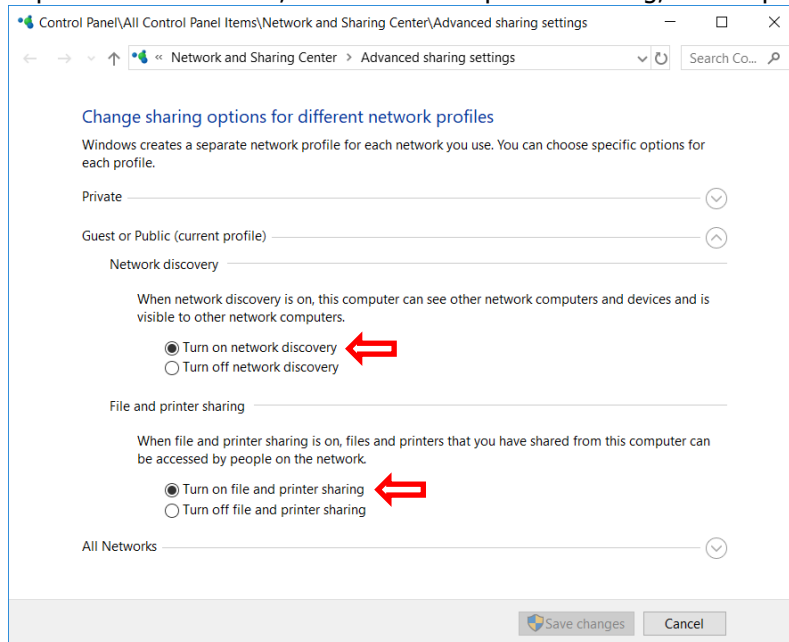 Control Panel\All Control Panel Items\Network and Sharing Center\Advanced sharing settings
« Network and Sharing Center > Advanced sharing settings
Search Co...
Change sharing options for different network profiles
Windows creates a separate network profile for each network you use. You can choose specific options for
each profile.
Private
Guest or Public (current profile)
Network discovery
When network discovery is on, this computer can see other network computers and devices and is
visible to other network computers.
Turn on network discovery
Turn off network discovery
File and printer sharing
When file and printer sharing is on, files and printers that you have shared from this computer can
be accessed by people on the network.
Turn on file and printer sharing
Turn off file and printer sharing
All Networks
Save changes
Cancel